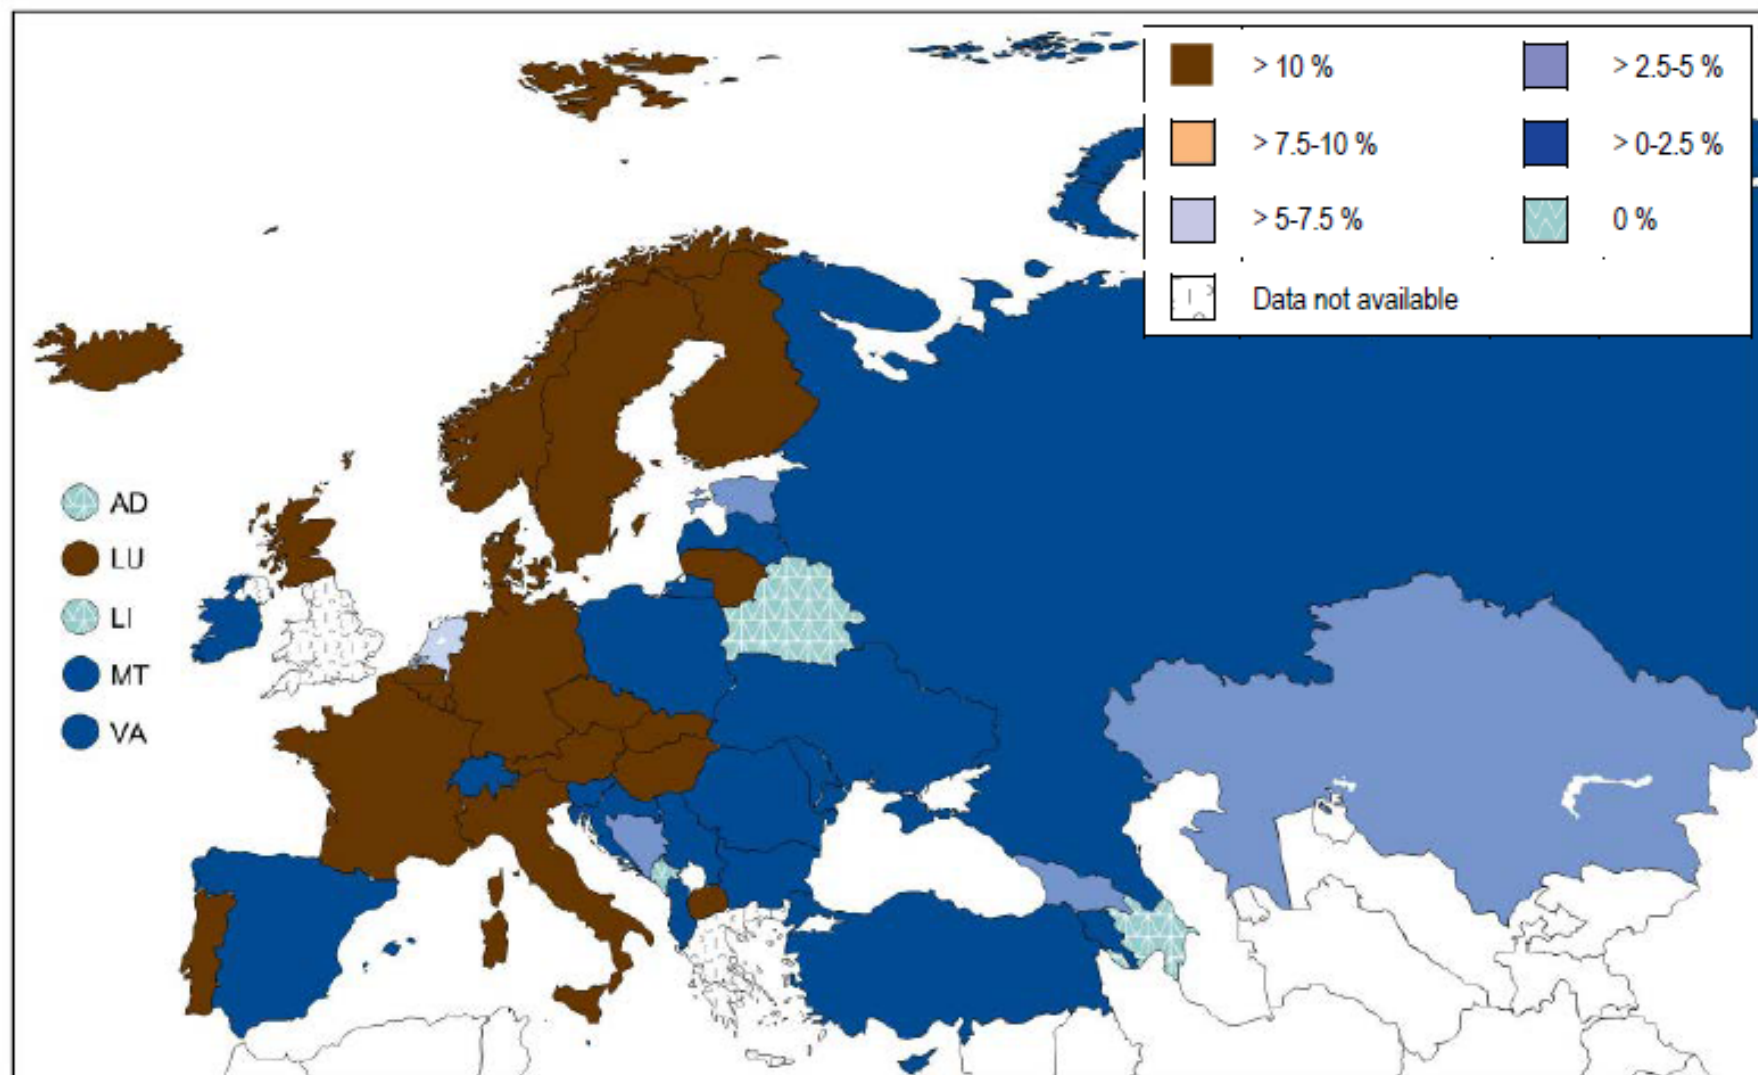 > 10 %
> 2.5-5 %
> 7.5-10 %
> 0-2.5 %
> 5-7.5 %
0 %
Data not available
AD
LU
LI
MT
VA